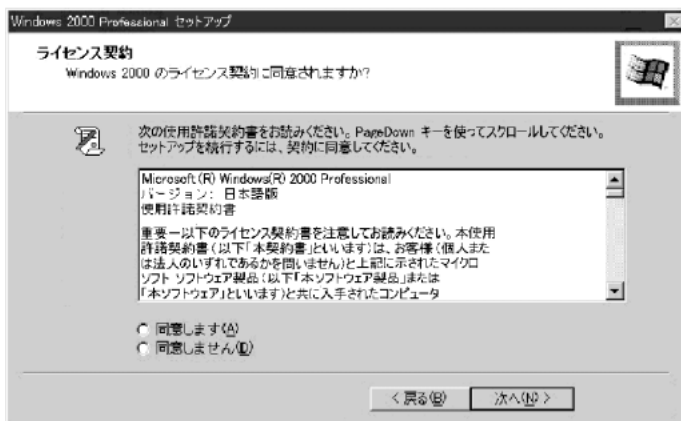 Windows 2000 Professional セットアップ
ライセンス契約
Windows 2000 のライセンス契約に同意されますか?
次の使用許諾契約書をお読みください。PageDown キーを使ってスクロールしてください。
セットアップを続行するには、契約に同意してください。
Microsoft(R) Windows(R) 2000 Professional
バージョン: 日本語版
使用許諾契約書
重要－以下のライセンス契約書を注意してお読みください。本使用
許諾契約書(以下「本契約書」といいます)は、お客様(個人また
は法人のいずれであるかを問いません)と上記に示されたマイクロ
ソフト ソフトウェア製品(以下「本ソフトウェア製品」または
「本ソフトウェア」といいます)と共に入手されたコンピュータ
同意します(A)
同意しません(D)
< 戻る(B)
次へ(N) >